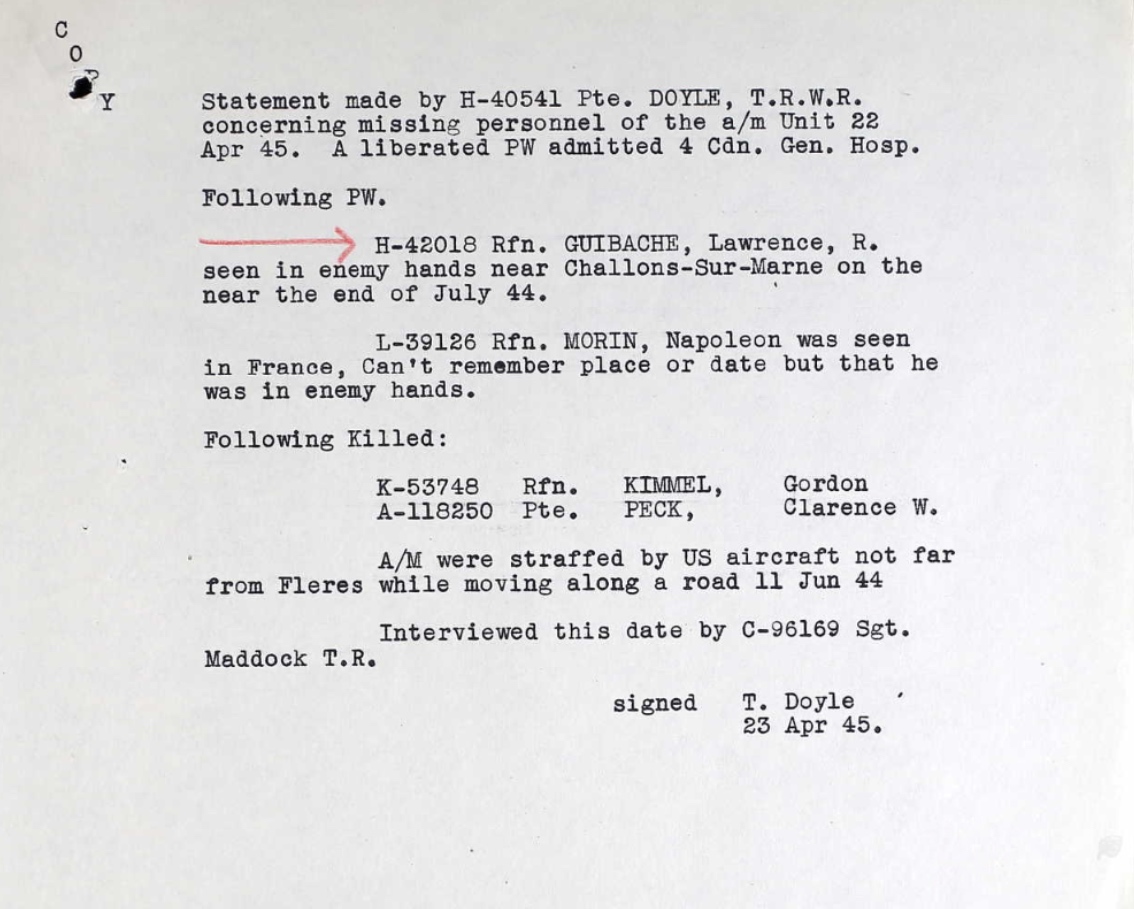 C
O
P
Y
Statement made by H-40541 Pte. DOYLE, T.R.W.R.
concerning missing personnel of the a/m Unit 22
Apr 45. A liberated PW admitted 4 Cdn. Gen. Hosp.
Following PW.
H-42018 Rfn. GUIBACHE, Lawrence, R.
seen in enemy hands near Challons-Sur-Marne on the
near the end of July 44.
L-39126 Rfn. MORIN, Napoleon was seen
in France, Can't remember place or date but that he
was in enemy hands.
Following Killed:
K-53748 Rfn. KIMMEL, Gordon
A-118250 Pte. PECK, Clarence W.
A/M were straffed by US aircraft not far
from Fleres while moving along a road 11 Jun 44
Interviewed this date by C-96169 Sgt.
Maddock T.R.
signed T. Doyle
23 Apr 45.